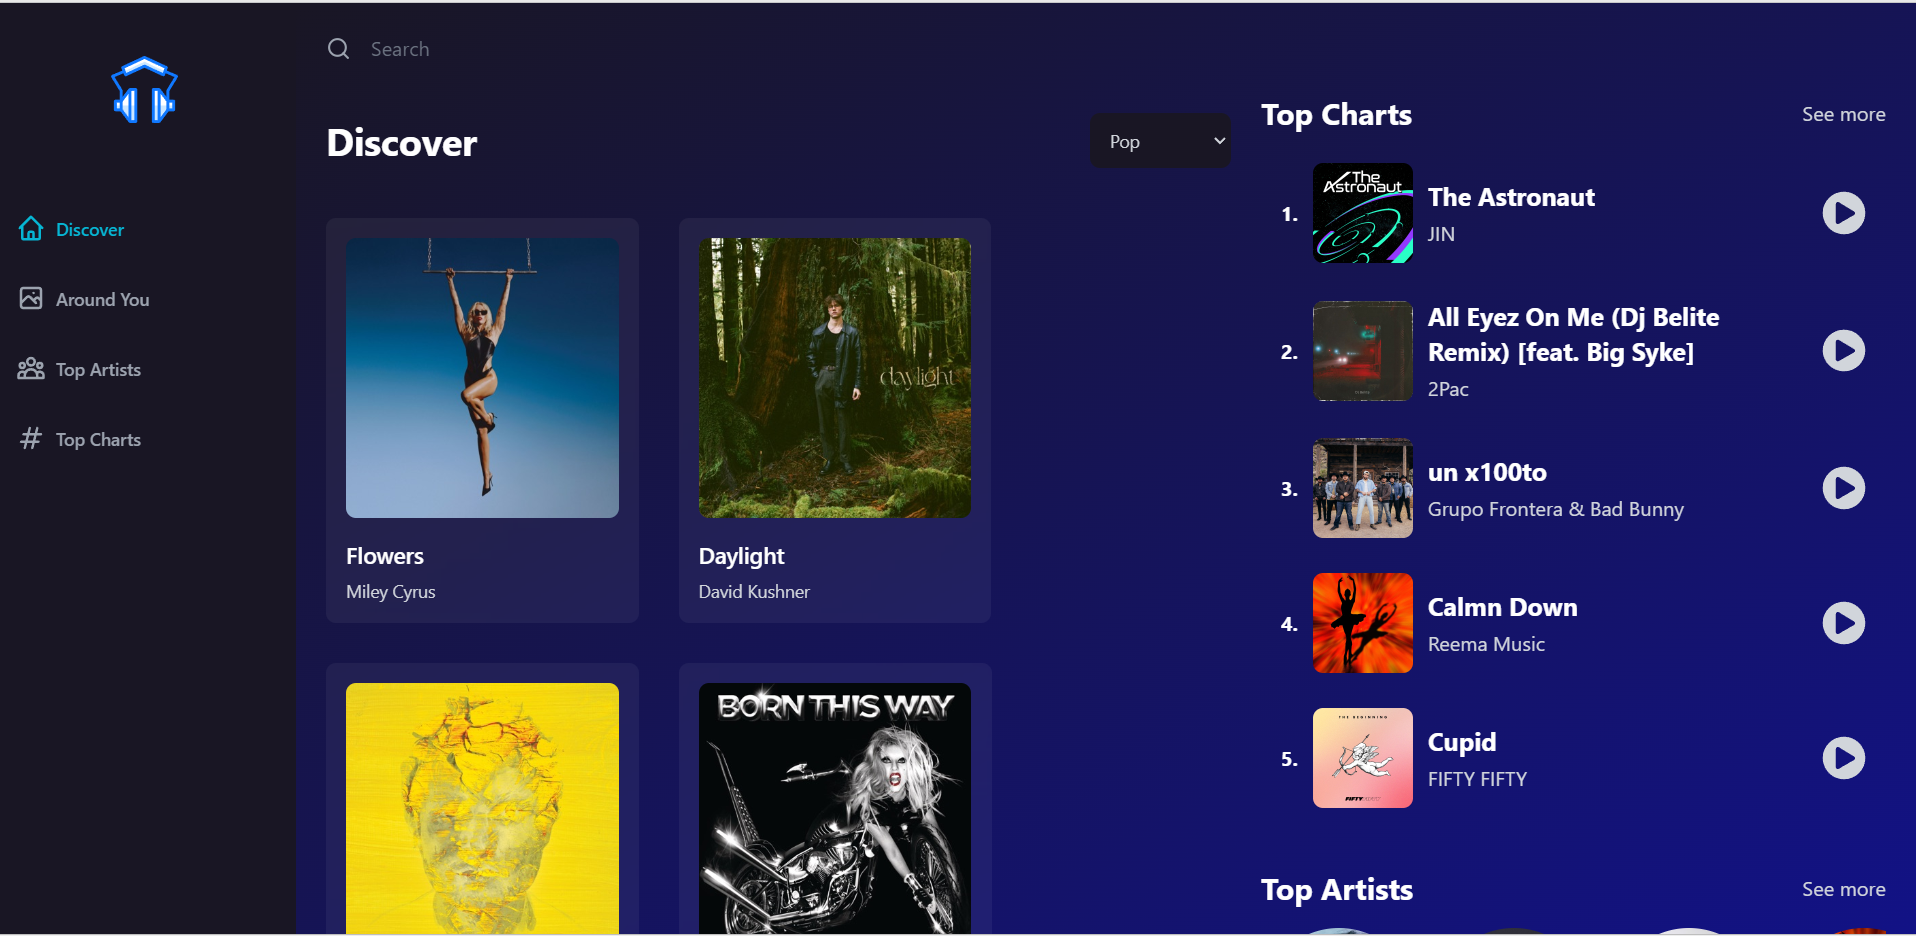 Search
Discover
Pop
Discover
Around You
Top Artists
Top Charts
daylight
Flowers
Miley Cyrus
Daylight
David Kushner
BORN THIS WAY
Top Charts
See more
1.
The
Astronaut
The Astronaut
JIN
2.
All Eyez On Me (Dj Belite
Remix) [feat. Big Syke]
2Pac
3.
un x100to
Grupo Frontera & Bad Bunny
4.
Calmn Down
Reema Music
5.
THE BEGINNING
Cupid
FIFTY FIFTY
Top Artists
See more